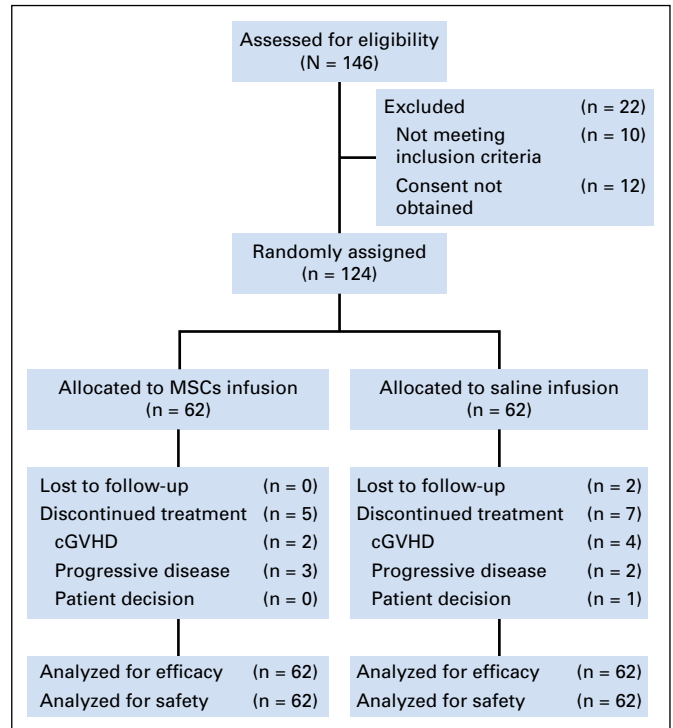 Assessed for eligibility
(N = 146)
Excluded (n = 22)
Not meeting
inclusion criteria (n = 10)
Consent not
obtained (n = 12)
Randomly assigned
(n = 124)
Allocated to MSCs infusion
(n = 62)
Lost to follow-up (n = 0)
Discontinued treatment (n = 5)
cGVHD (n = 2)
Progressive disease (n = 3)
Patient decision (n = 0)
Analyzed for efficacy (n = 62)
Analyzed for safety (n = 62)
Allocated to saline infusion
(n = 62)
Lost to follow-up (n = 2)
Discontinued treatment (n = 7)
cGVHD (n = 4)
Progressive disease (n = 2)
Patient decision (n = 1)
Analyzed for efficacy (n = 62)
Analyzed for safety (n = 62)